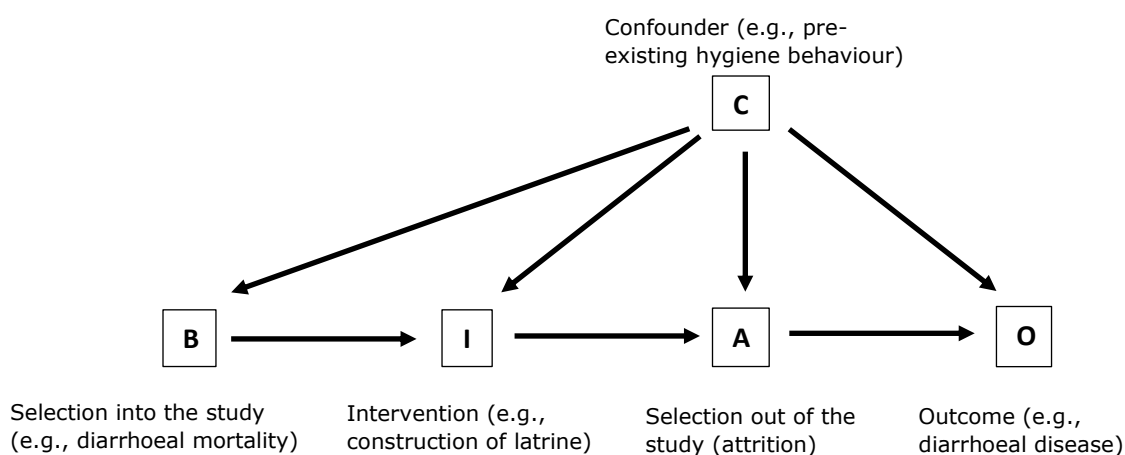 Confounder (e.g., pre-
existing hygiene behaviour)
C
B
I
A
O
Selection into the study
(e.g., diarrhoeal mortality)
Intervention (e.g.,
construction of latrine)
Selection out of the
study (attrition)
Outcome (e.g.,
diarrhoeal disease)